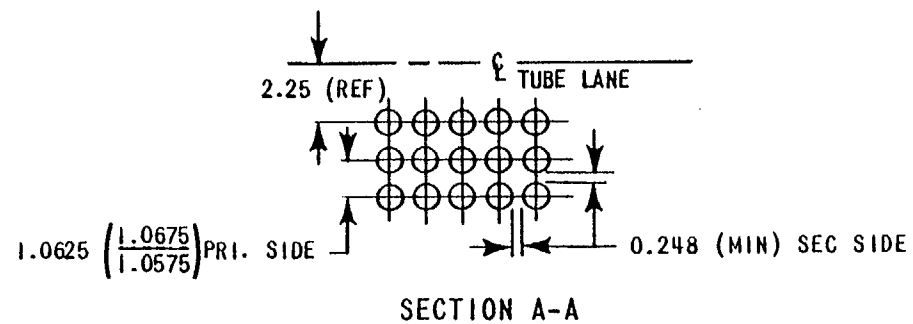 ℄ TUBE LANE
2.25 (REF)
1.0625 (1.0675/1.0575) PRI. SIDE
0.248 (MIN) SEC SIDE
SECTION A-A